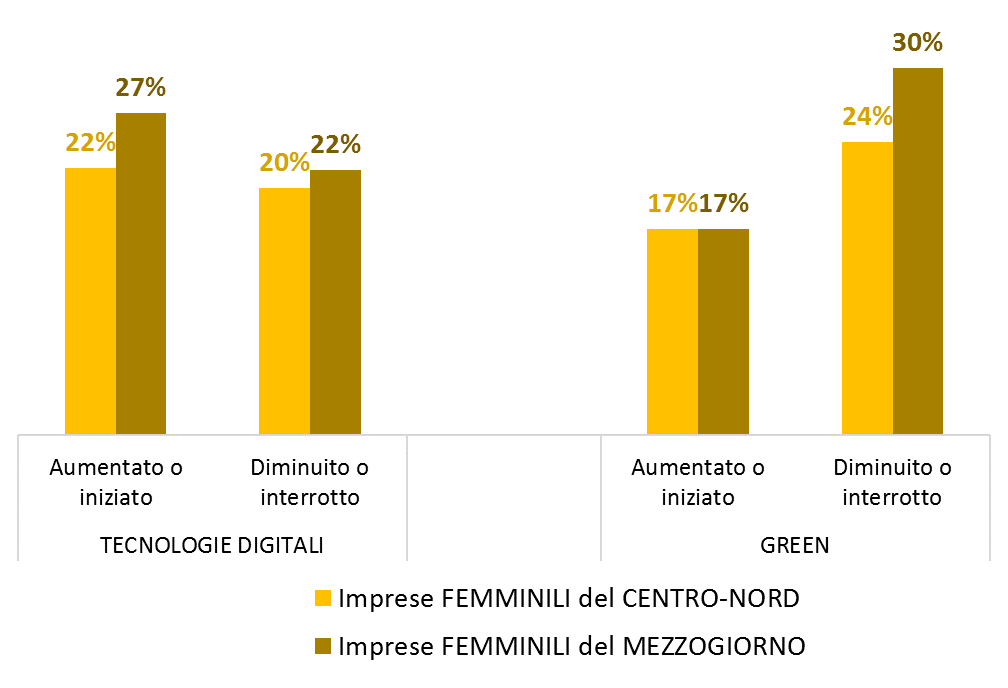 22%
27%
20%
22%
17%
17%
24%
30%
Aumentato o
iniziato
Diminuito o
interrotto
Aumentato o
iniziato
Diminuito o
interrotto
TECNOLOGIE DIGITALI
GREEN
Imprese FEMMINILI del CENTRO-NORD
Imprese FEMMINILI del MEZZOGIORNO